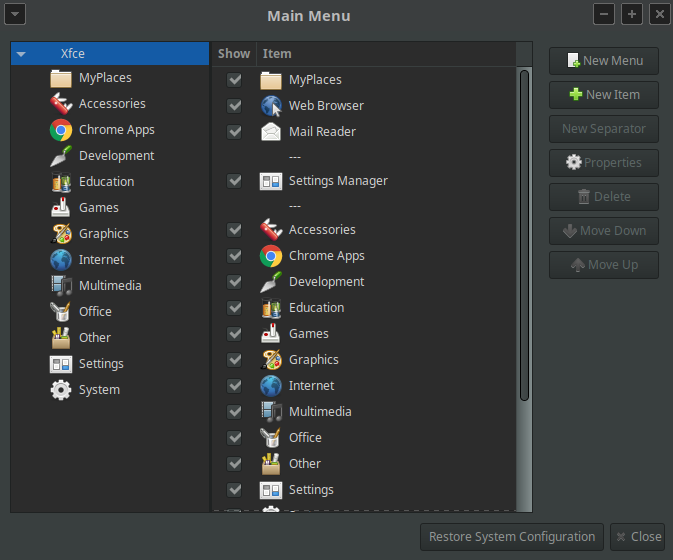 Main Menu
Xfce
MyPlaces
Accessories
Chrome Apps
Development
Education
Games
Graphics
Internet
Multimedia
Office
Other
Settings
System
Show Item
MyPlaces
Web Browser
Mail Reader
---
Settings Manager
---
Accessories
Chrome Apps
Development
Education
Games
Graphics
Internet
Multimedia
Office
Other
Settings
New Menu
New Item
New Separator
Properties
Delete
Move Down
Move Up
Restore System Configuration
Close